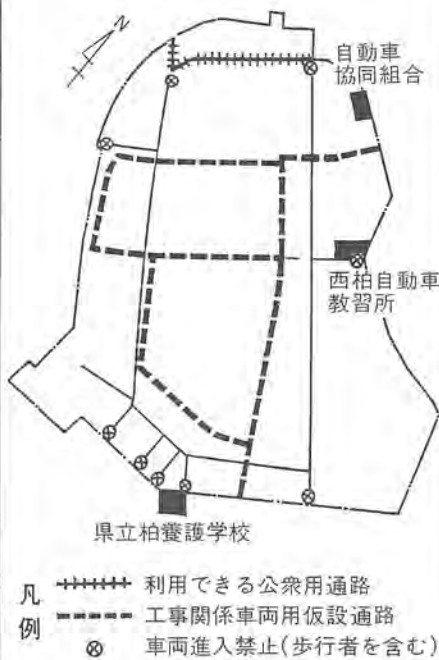 N
自動車
協同組合
西柏自動車
教習所
県立柏養護学校
凡例
利用できる公衆用通路
工事関係車両用仮設通路
車両進入禁止(歩行者を含む)